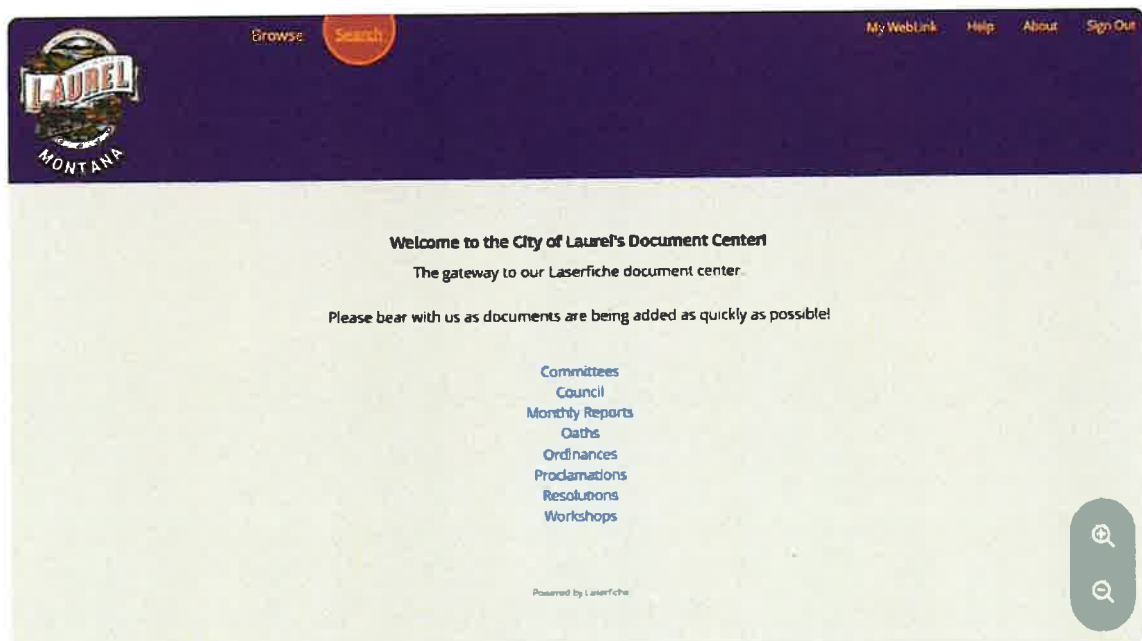 LAUREL
MONTANA
Browse
Search
My WebLink
Help
About
Sign Out
Welcome to the City of Laurel's Document Center!
The gateway to our Laserfiche document center.
Please bear with us as documents are being added as quickly as possible!
Committees
Council
Monthly Reports
Oaths
Ordinances
Proclamations
Resolutions
Workshops
Powered by Laserfiche